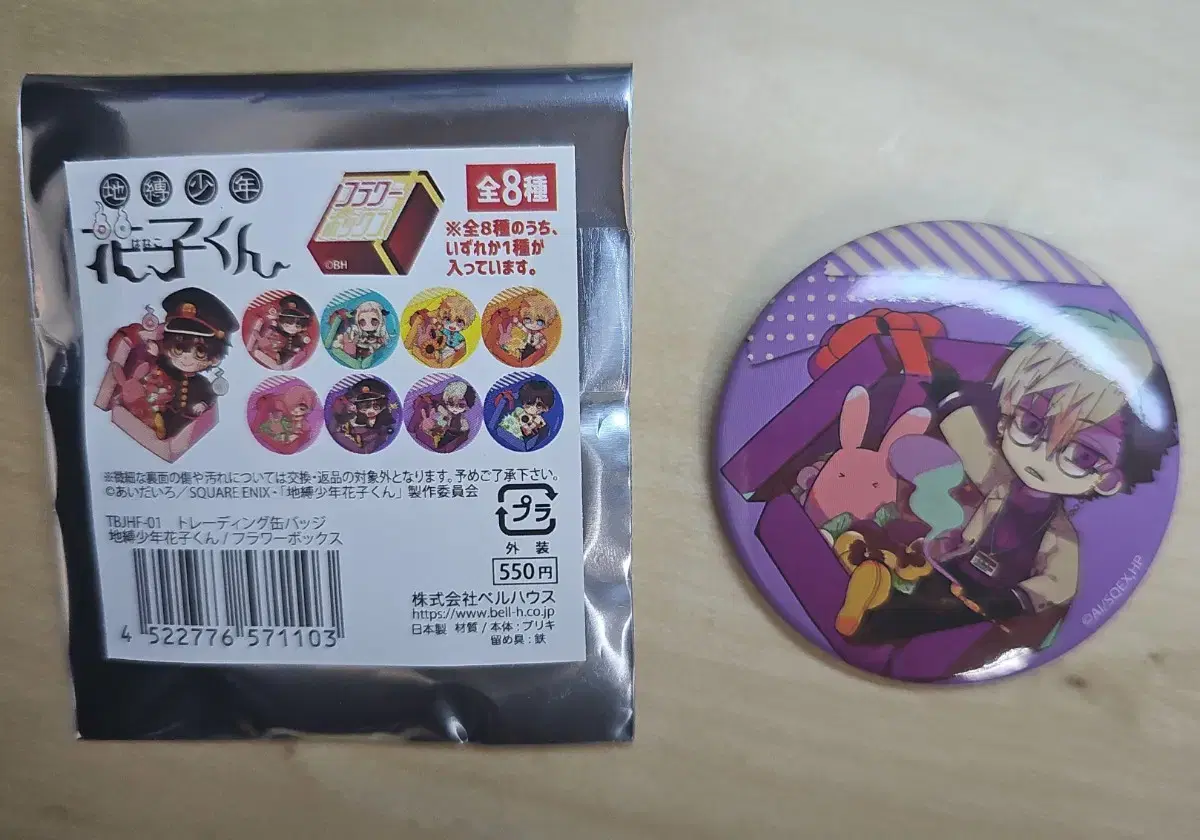 地縛少年
花子くん
はなこ
フラワー
ボックス
©BH
全8種
※全8種のうち、
いずれか1種が
入っています。
※微細な裏面の傷や汚れについては交換・返品の対象外となります。予めご了承下さい。
©あいだいろ／SQUARE ENIX・「地縛少年花子くん」製作委員会
TBJHF-01　トレーディング缶バッジ
地縛少年花子くん / フラワーボックス
プラ
外装
550円
4 522776 571103
株式会社ベルハウス
https://www.bell-h.co.jp
日本製 材質 / 本体：ブリキ
留め具：鉄
©AI/SQEX,HP